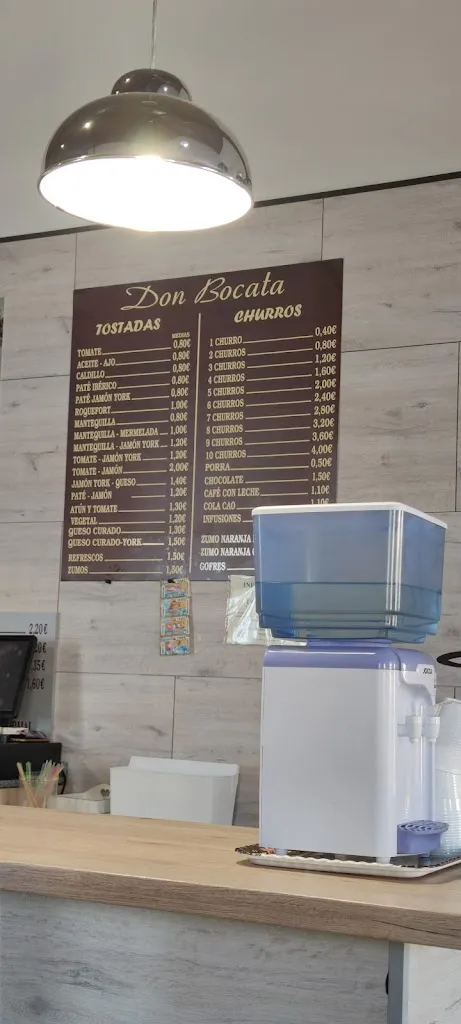 Don Bocata
TOSTADAS
MEDIAS
TOMATE 0,80€
ACEITE - AJO 0,80€
CALDILLO 0,80€
PATÉ IBÉRICO 0,80€
PATÉ JAMÓN YORK 0,80€
ROQUEFORT 1,00€
MANTEQUILLA 0,80€
MANTEQUILLA - MERMELADA 1,00€
MANTEQUILLA - JAMÓN YORK 1,20€
TOMATE - JAMÓN YORK 1,20€
TOMATE - JAMÓN 2,00€
JAMÓN YORK - QUESO 1,40€
PATÉ - JAMÓN 1,20€
ATÚN Y TOMATE 1,30€
VEGETAL 1,20€
QUESO CURADO 1,30€
QUESO CURADO-YORK 1,50€
REFRESCOS 1,50€
ZUMOS 1,50€
CHURROS
1 CHURRO 0,40€
2 CHURROS 0,80€
3 CHURROS 1,20€
4 CHURROS 1,60€
5 CHURROS 2,00€
6 CHURROS 2,40€
7 CHURROS 2,80€
8 CHURROS 3,20€
9 CHURROS 3,60€
10 CHURROS 4,00€
PORRA 0,50€
CHOCOLATE 1,50€
CAFÉ CON LECHE 1,10€
COLA CAO 1,10€
INFUSIONES
ZUMO NARANJA
ZUMO NARANJA
GOFRES
2,20€
1,60€